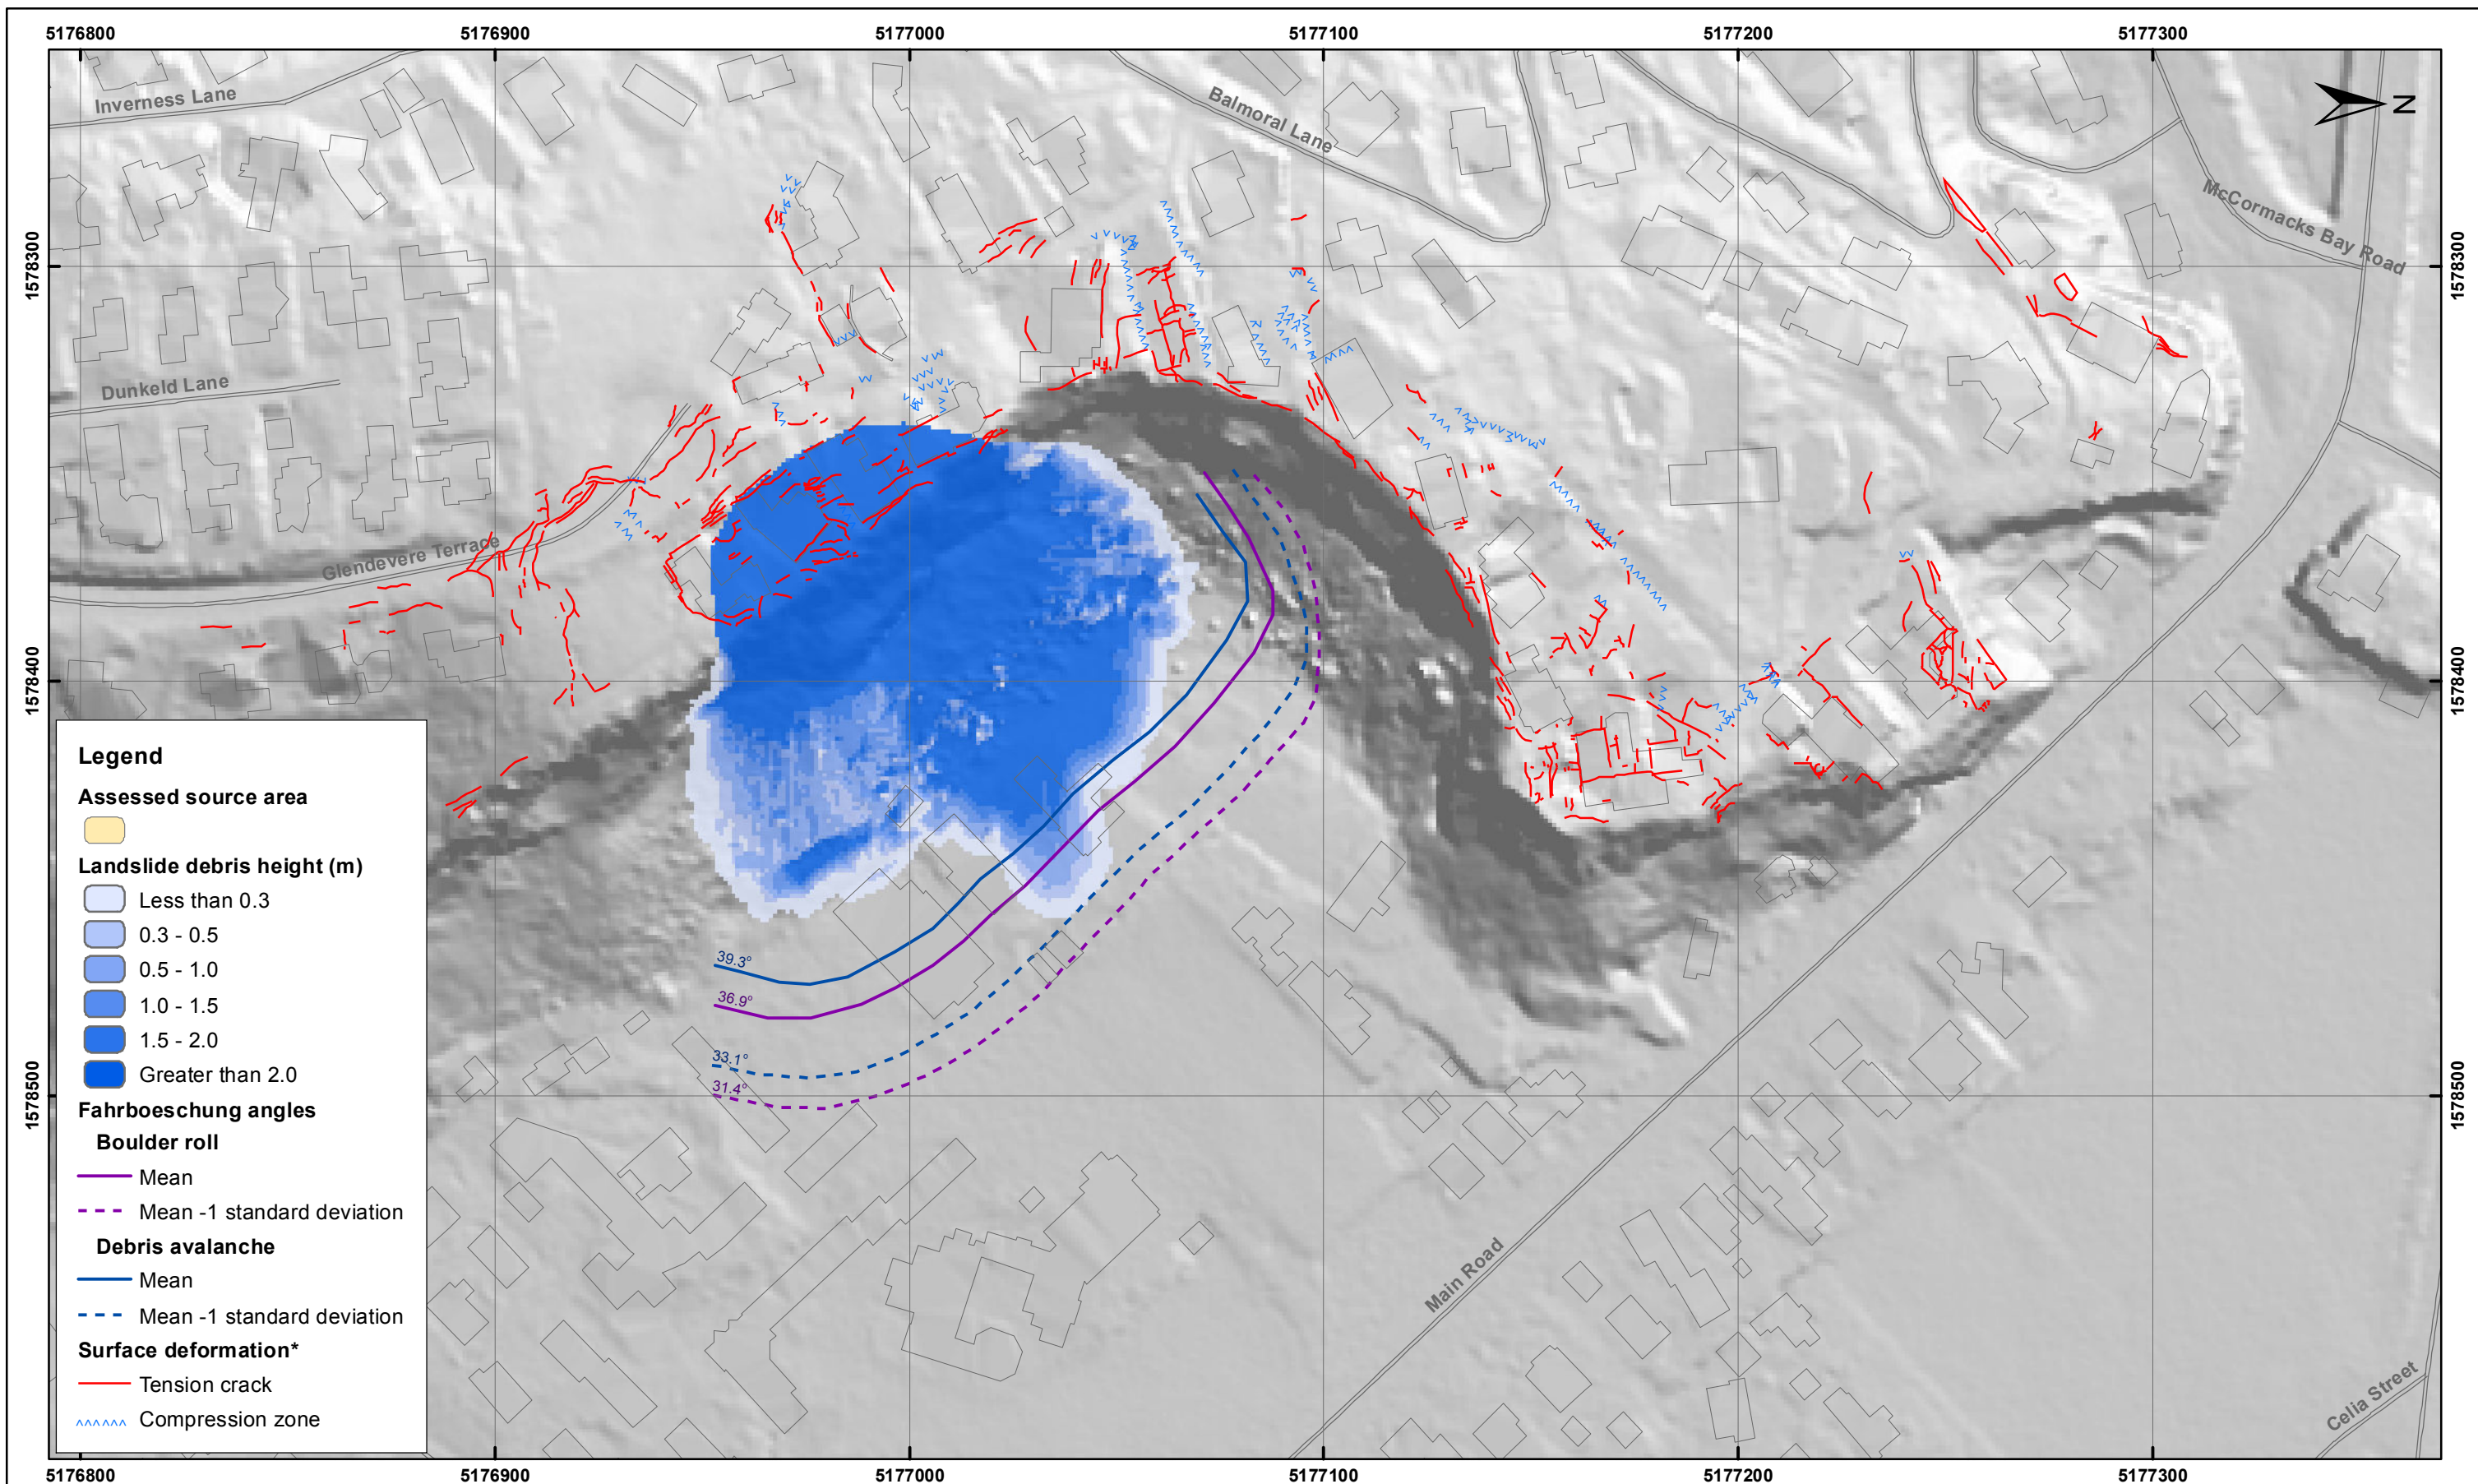 5176800 5176900 5177000 5177100 5177200 5177300
Inverness Lane
Balmoral Lane
N
McCormacks Bay Road
1578300 1578300
Dunkeld Lane
Glendevere Terrace
1578400 1578400
39.3°
36.9°
33.1°
31.4°
1578500 1578500
Main Road
Celia Street
Legend
Assessed source area
Landslide debris height (m)
Less than 0.3
0.3 - 0.5
0.5 - 1.0
1.0 - 1.5
1.5 - 2.0
Greater than 2.0
Fahrboeschung angles
Boulder roll
Mean
Mean -1 standard deviation
Debris avalanche
Mean
Mean -1 standard deviation
Surface deformation*
Tension crack
Compression zone
5176800 5176900 5177000 5177100 5177200 5177300